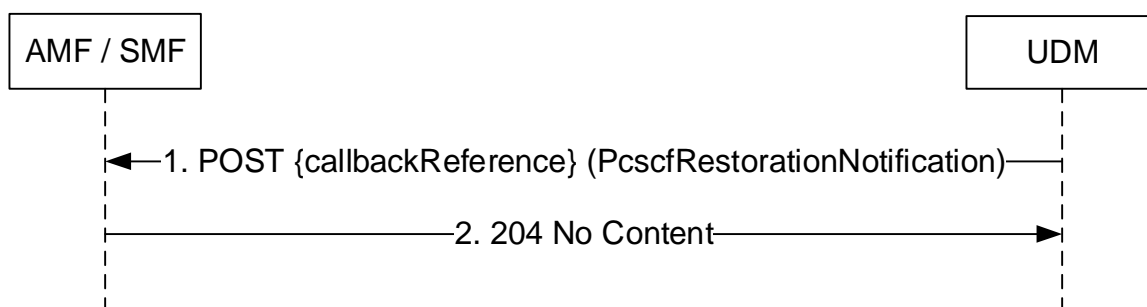 AMF / SMF
UDM
1. POST {callbackReference} (PcscfRestorationNotification)
2. 204 No Content